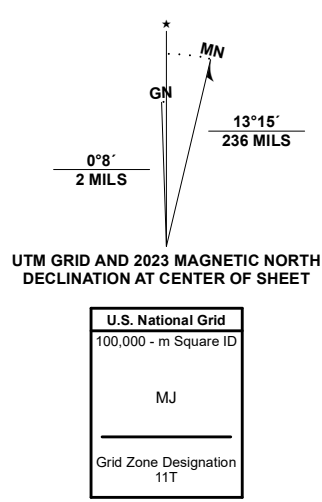 ★
MN
GN
13°15´
236 MILS
0°8´
2 MILS
UTM GRID AND 2023 MAGNETIC NORTH
DECLINATION AT CENTER OF SHEET
U.S. National Grid
100,000 - m Square ID
MJ
Grid Zone Designation
11T